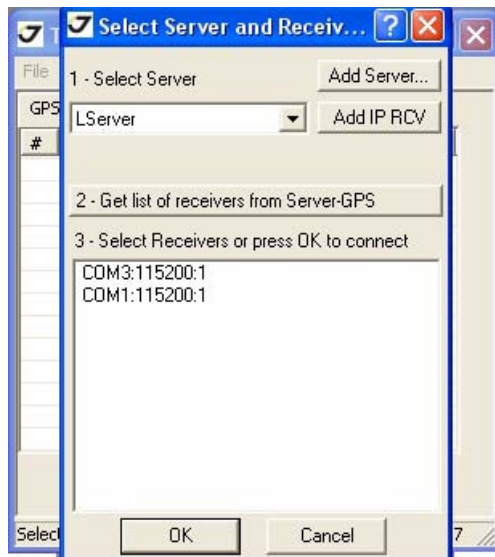 Select Server and Receiv...
File
1 - Select Server
Add Server...
GPS
LServer
Add IP RCV
#
2 - Get list of receivers from Server-GPS
3 - Select Receivers or press OK to connect
COM3:115200:1
COM1:115200:1
Selec
OK
Cancel
7